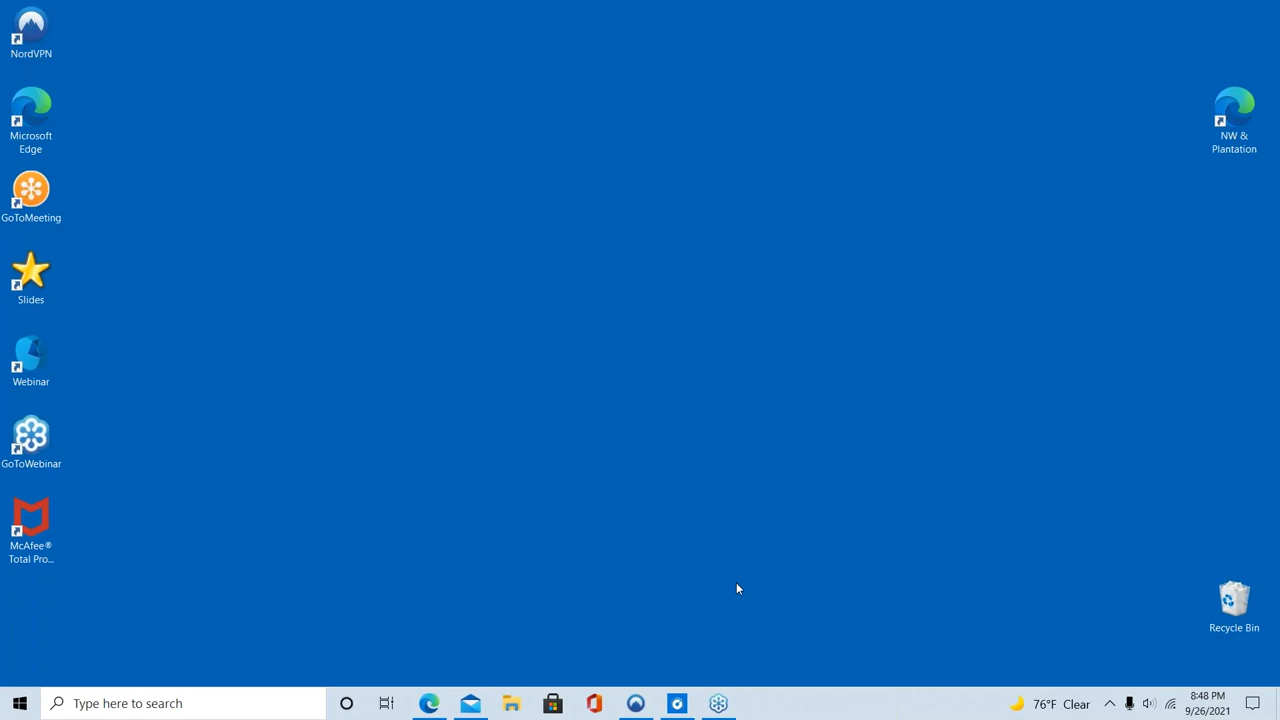 NordVPN
Microsoft
Edge
GoToMeeting
Slides
Webinar
GoToWebinar
McAfee®
Total Pro...
NW &
Plantation
Recycle Bin
Type here to search
76°F Clear
8:48 PM
9/26/2021